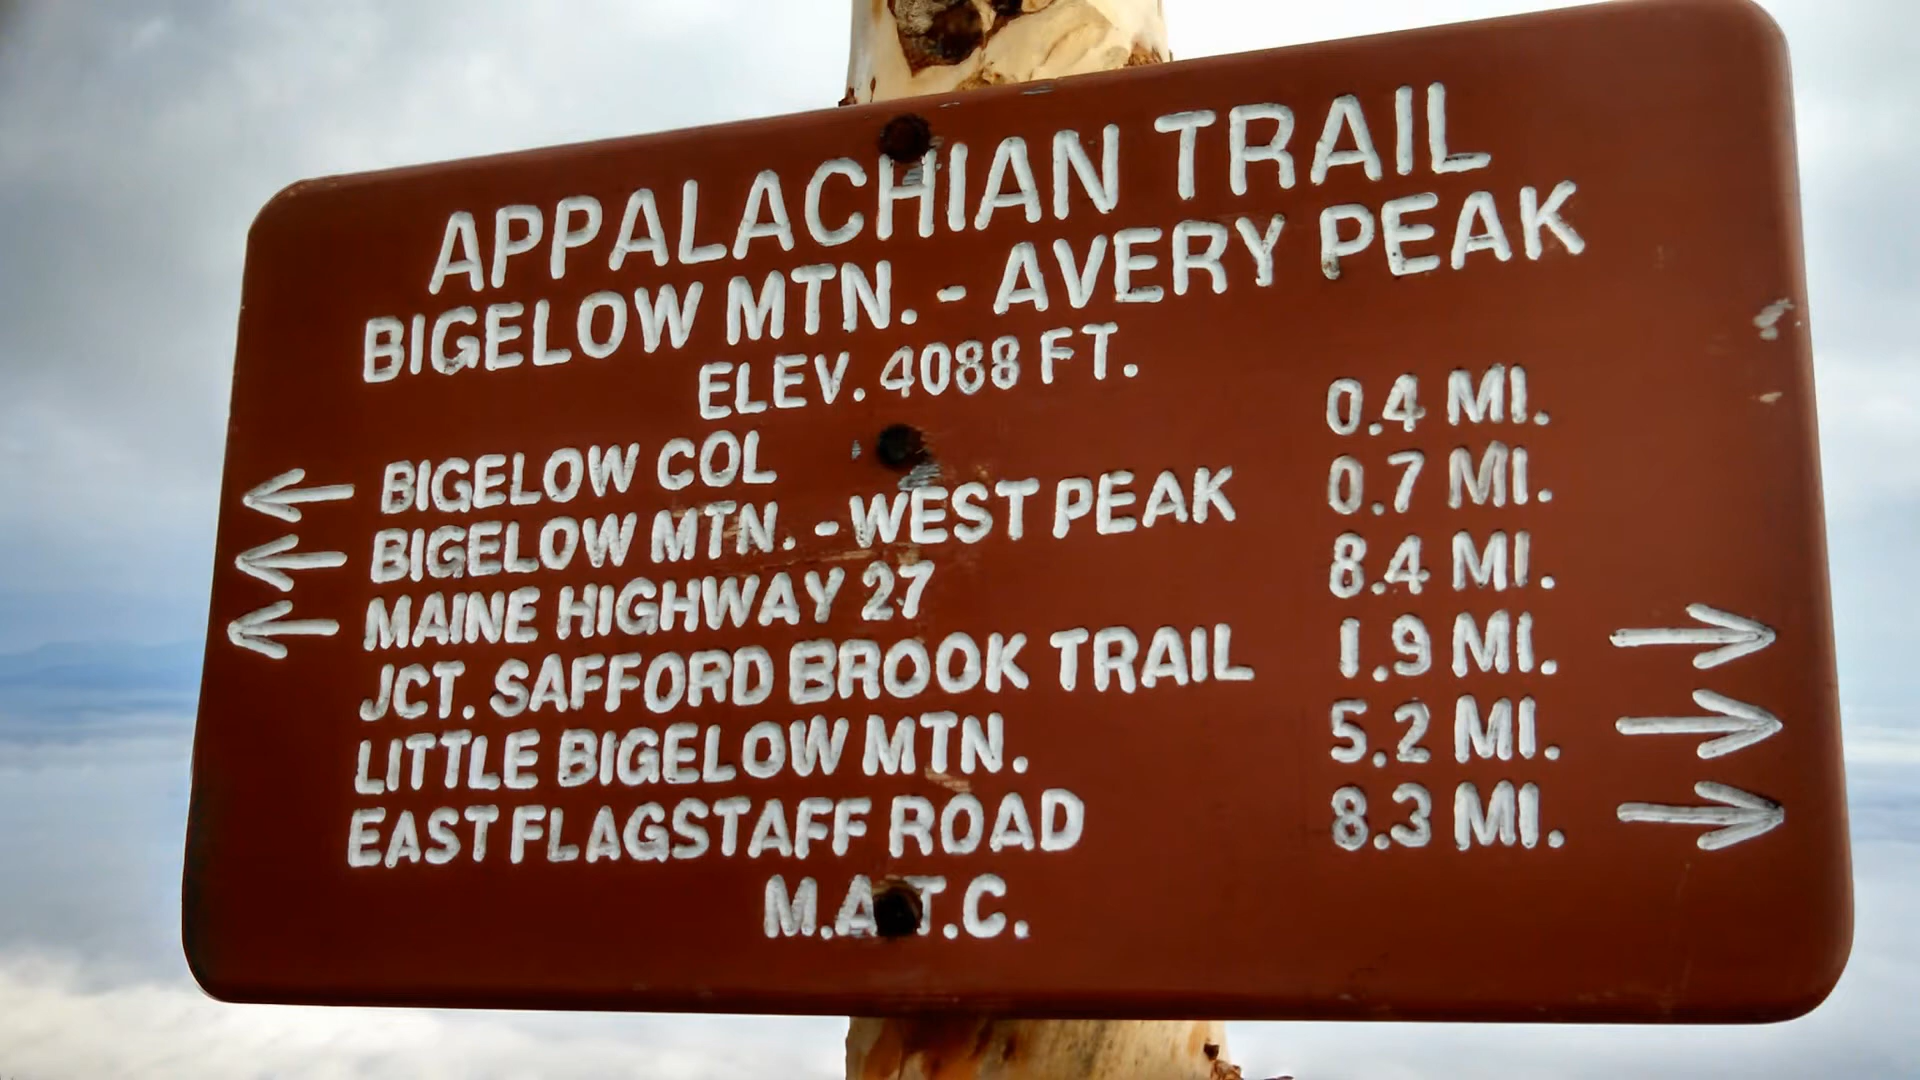 APPALACHIAN TRAIL
BIGELOW MTN. - AVERY PEAK
ELEV. 4088 FT.
← BIGELOW COL 0.4 MI.
← BIGELOW MTN. - WEST PEAK 0.7 MI.
← MAINE HIGHWAY 27 8.4 MI.
JCT. SAFFORD BROOK TRAIL 1.9 MI. →
LITTLE BIGELOW MTN. 5.2 MI. →
EAST FLAGSTAFF ROAD 8.3 MI. →
M.A.T.C.